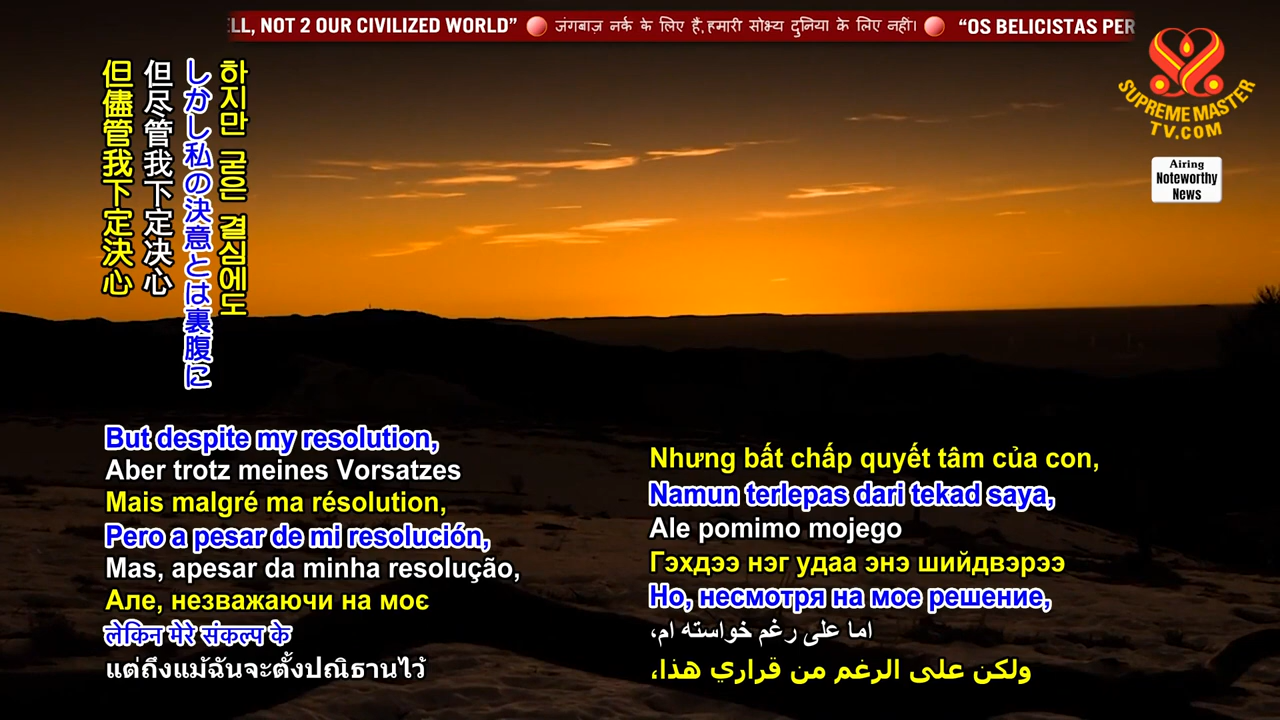 ELL, NOT 2 OUR CIVILIZED WORLD” जंगबाज़ नर्क के लिए हैं, हमारी सोभ्य दुनिया के लिए नहीं। “OS BELICISTAS PER
SUPREME MASTER
TV.COM
Airing
Noteworthy
News
하지만 굳은 결심에도
しかし私の決意とは裏腹に
但尽管我下定决心
但儘管我下定決心
But despite my resolution,
Aber trotz meines Vorsatzes
Mais malgré ma résolution,
Pero a pesar de mi resolución,
Mas, apesar da minha resolução,
Але, незважаючи на моє
लेकिन मेरे संकल्प के
แต่ถึงแม้ฉันจะตั้งปณิธานไว้
Nhưng bất chấp quyết tâm của con,
Namun terlepas dari tekad saya,
Ale pomimo mojego
Гэхдээ нэг удаа энэ шийдвэрээ
Но, несмотря на мое решение,
اما علی رغم خواسته ام،
ولكن على الرغم من قراري هذا،